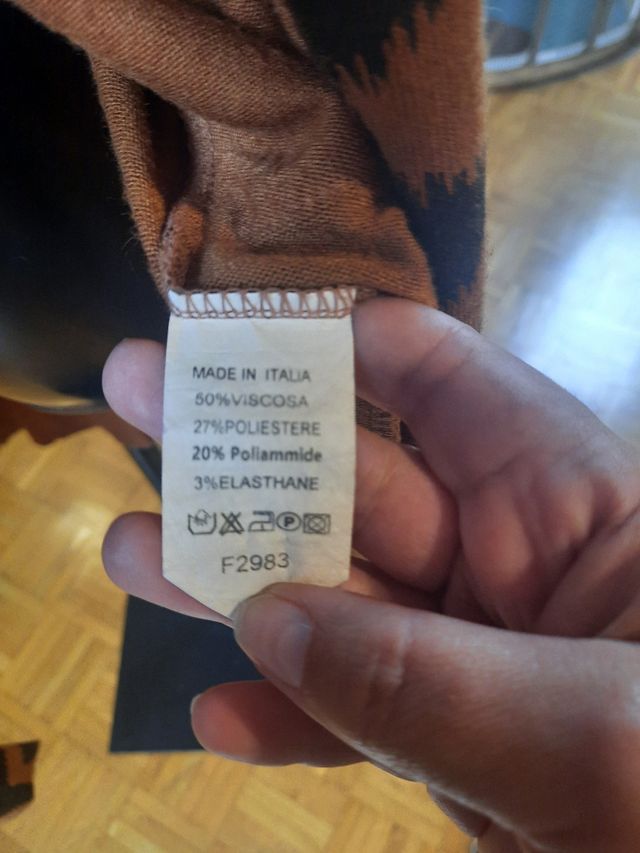 MADE IN ITALIA
50%VISCOSA
27%POLIESTERE
20% Poliammide
3%ELASTHANE
F2983